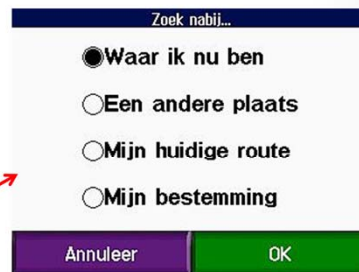 Zoek nabij...
Waar ik nu ben
Een andere plaats
Mijn huidige route
Mijn bestemming
Annuleer OK